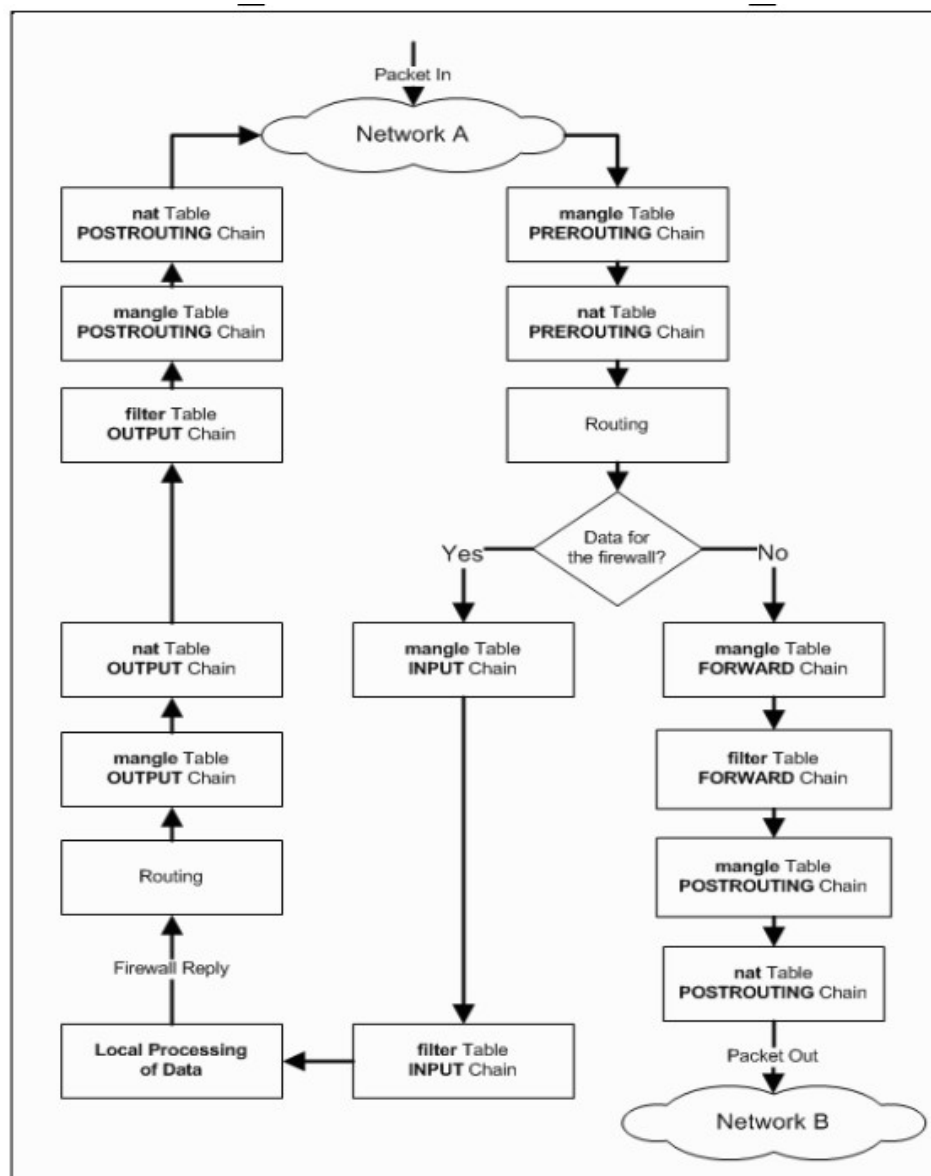 Packet In
Network A
nat Table
POSTROUTING Chain
mangle Table
PREROUTING Chain
mangle Table
POSTROUTING Chain
nat Table
PREROUTING Chain
filter Table
OUTPUT Chain
Routing
Data for
the firewall?
Yes
No
nat Table
OUTPUT Chain
mangle Table
INPUT Chain
mangle Table
FORWARD Chain
mangle Table
OUTPUT Chain
filter Table
FORWARD Chain
Routing
mangle Table
POSTROUTING Chain
Firewall Reply
nat Table
POSTROUTING Chain
Local Processing
of Data
filter Table
INPUT Chain
Packet Out
Network B